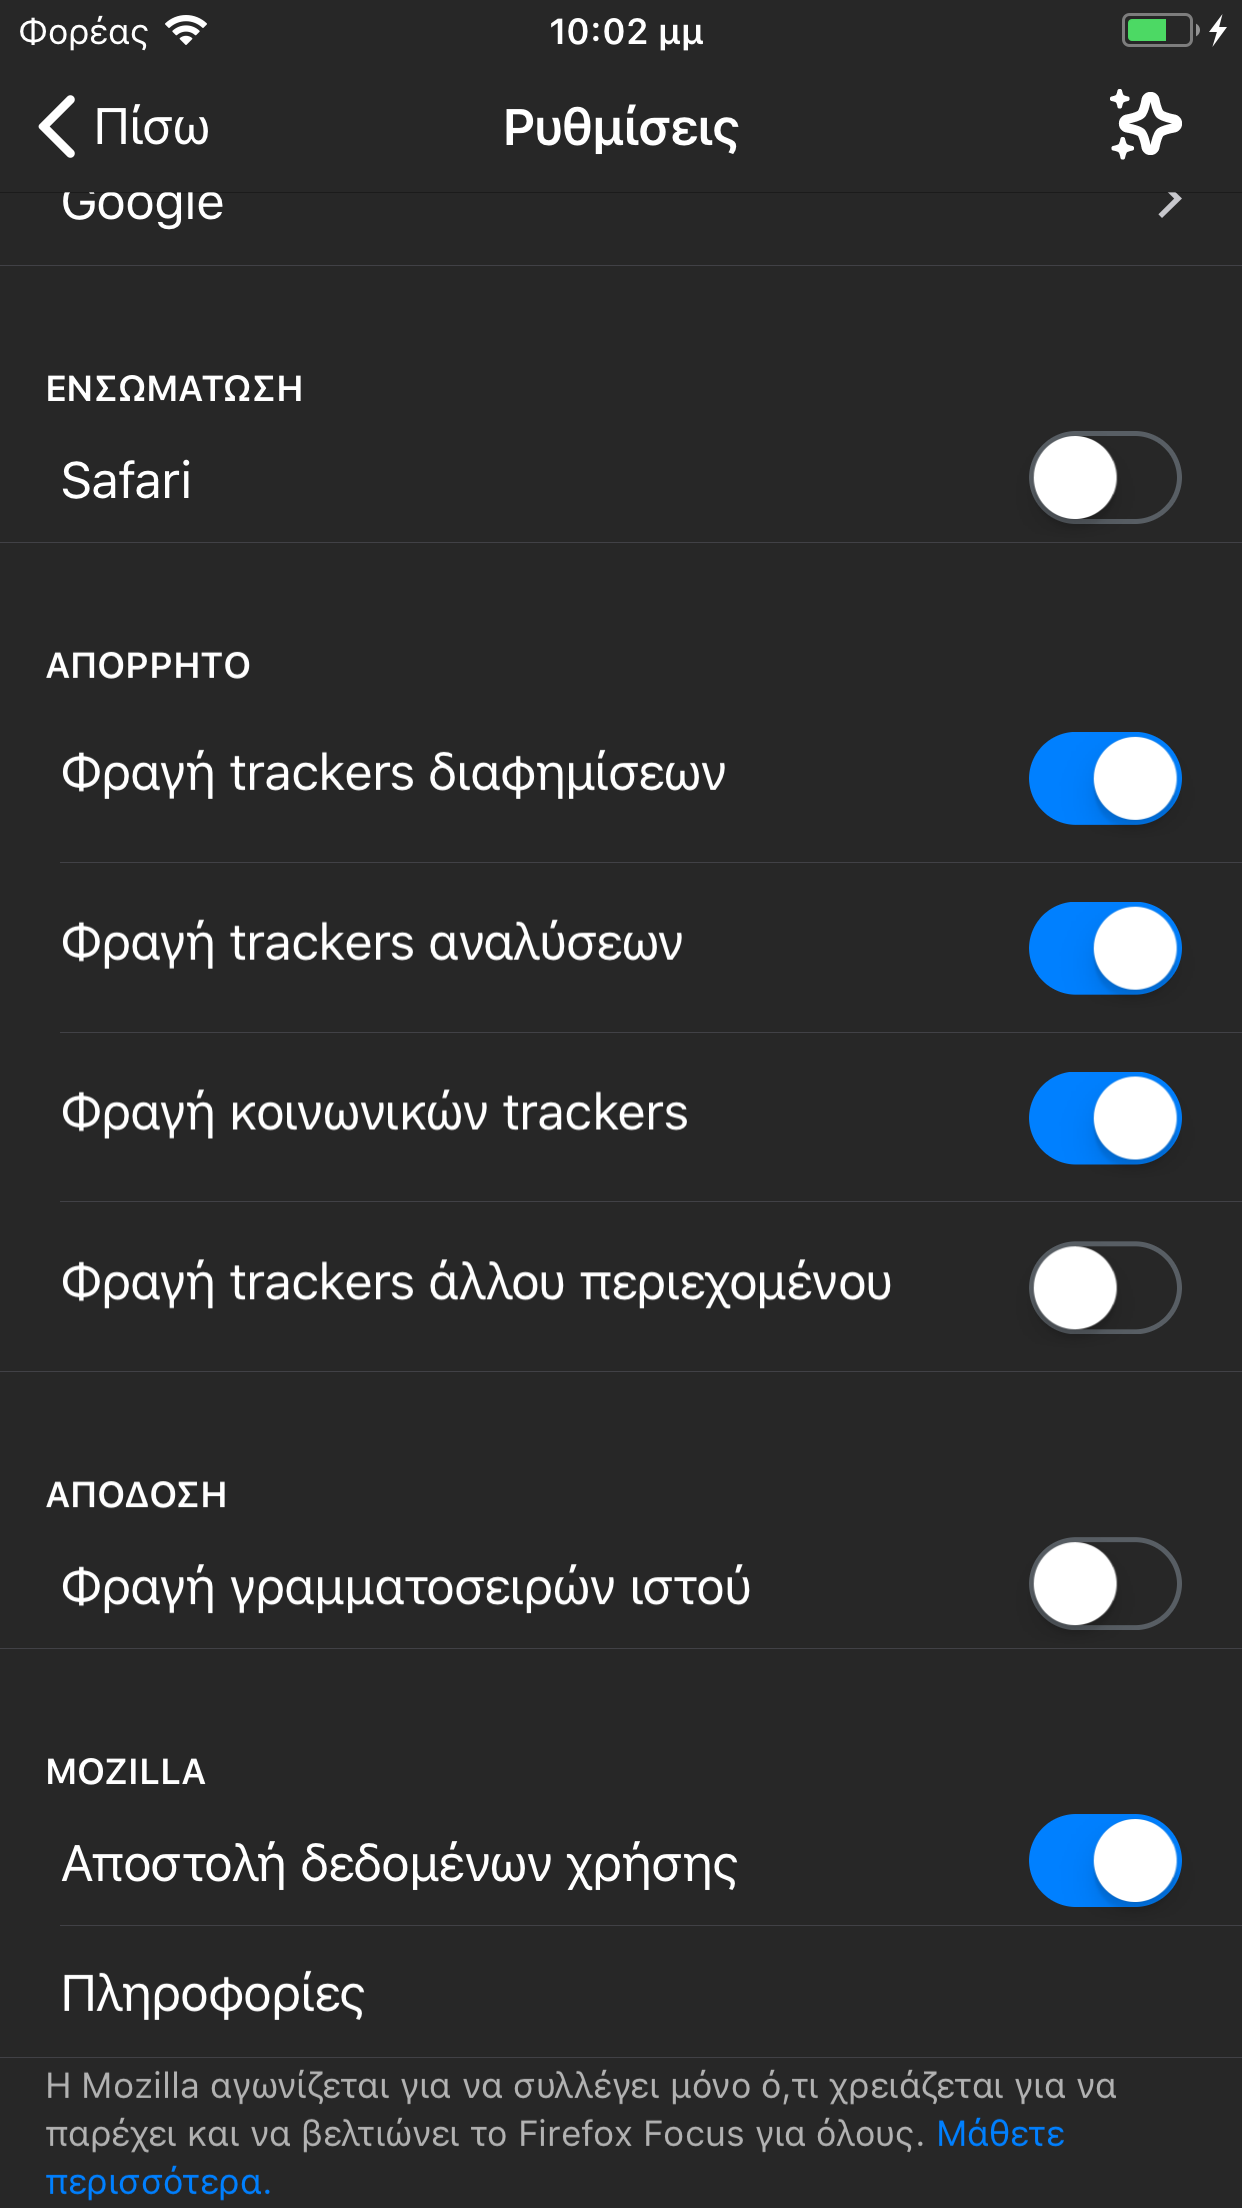 Φορέας
10:02 μμ
Πίσω
Ρυθμίσεις
Google
ΕΝΣΩΜΑΤΩΣΗ
Safari
ΑΠΟΡΡΗΤΟ
Φραγή trackers διαφημίσεων
Φραγή trackers αναλύσεων
Φραγή κοινωνικών trackers
Φραγή trackers άλλου περιεχομένου
ΑΠΟΔΟΣΗ
Φραγή γραμματοσειρών ιστού
MOZILLA
Αποστολή δεδομένων χρήσης
Πληροφορίες
Η Mozilla αγωνίζεται για να συλλέγει μόνο ό,τι χρειάζεται για να
παρέχει και να βελτιώνει το Firefox Focus για όλους. Μάθετε
περισσότερα.